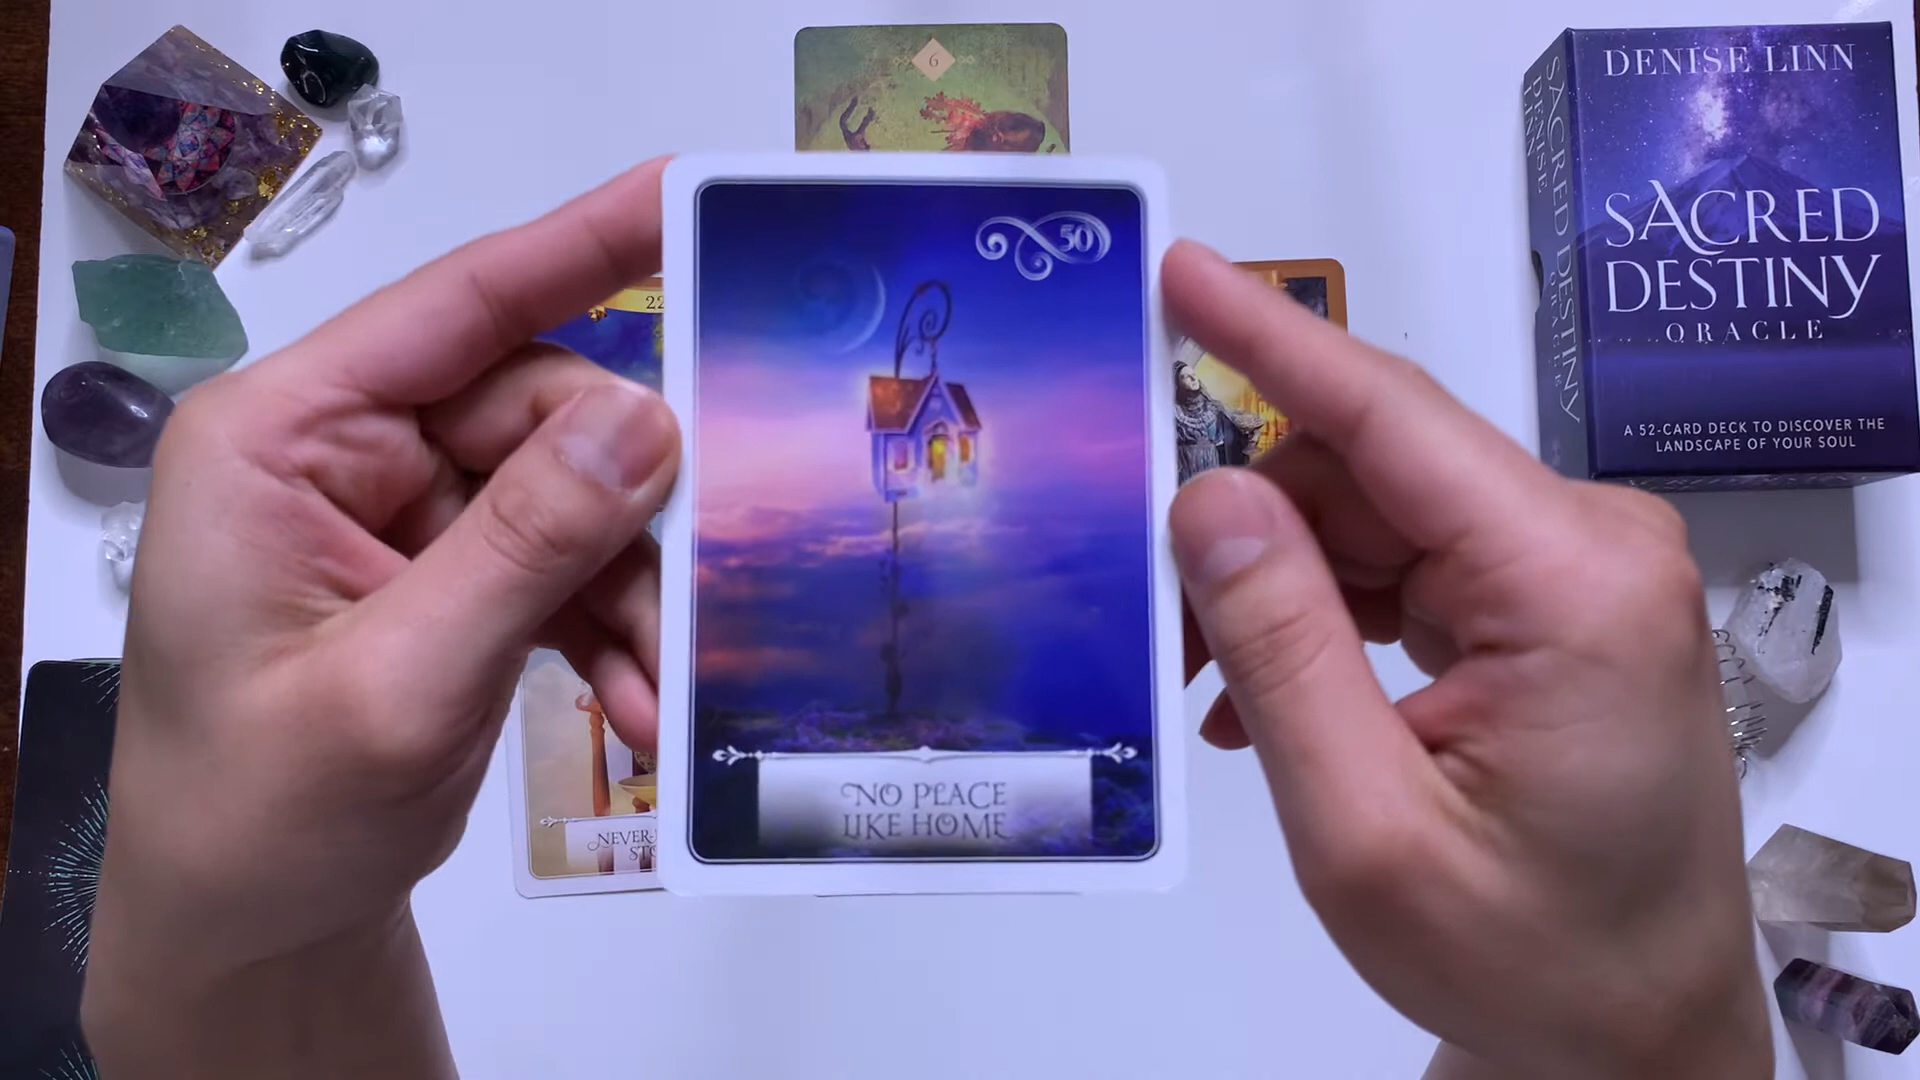 6
DENISE LINN
SACRED
DESTINY
ORACLE
A 52-CARD DECK TO DISCOVER THE
LANDSCAPE OF YOUR SOUL
SACRED DESTINY
ORACLE
DENISE LINN
22
50
NO PLACE
LIKE HOME